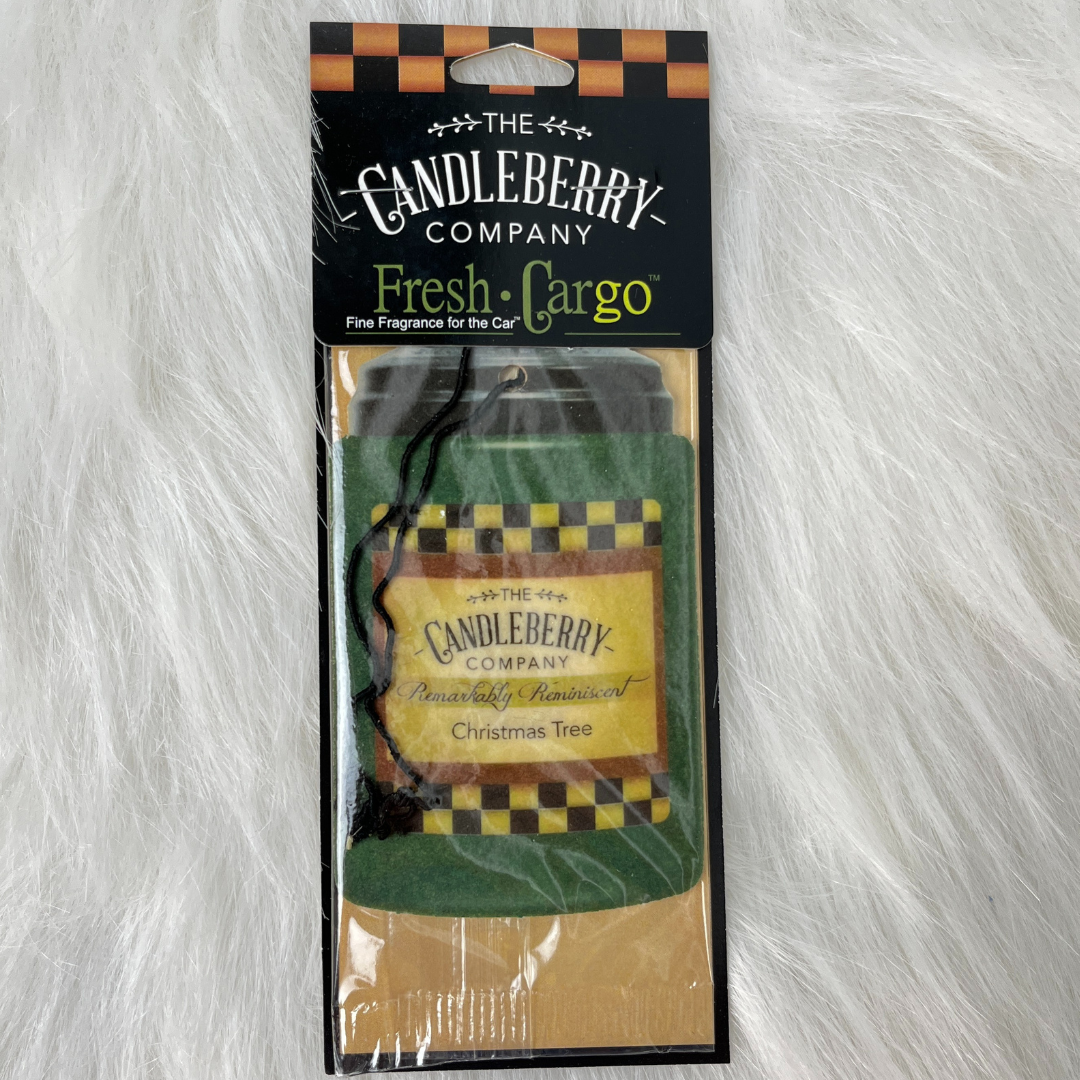 THE
CANDLEBERRY
COMPANY
Fresh · Cargo™
Fine Fragrance for the Car™
THE
CANDLEBERRY
COMPANY
Remarkably Reminiscent
Christmas Tree